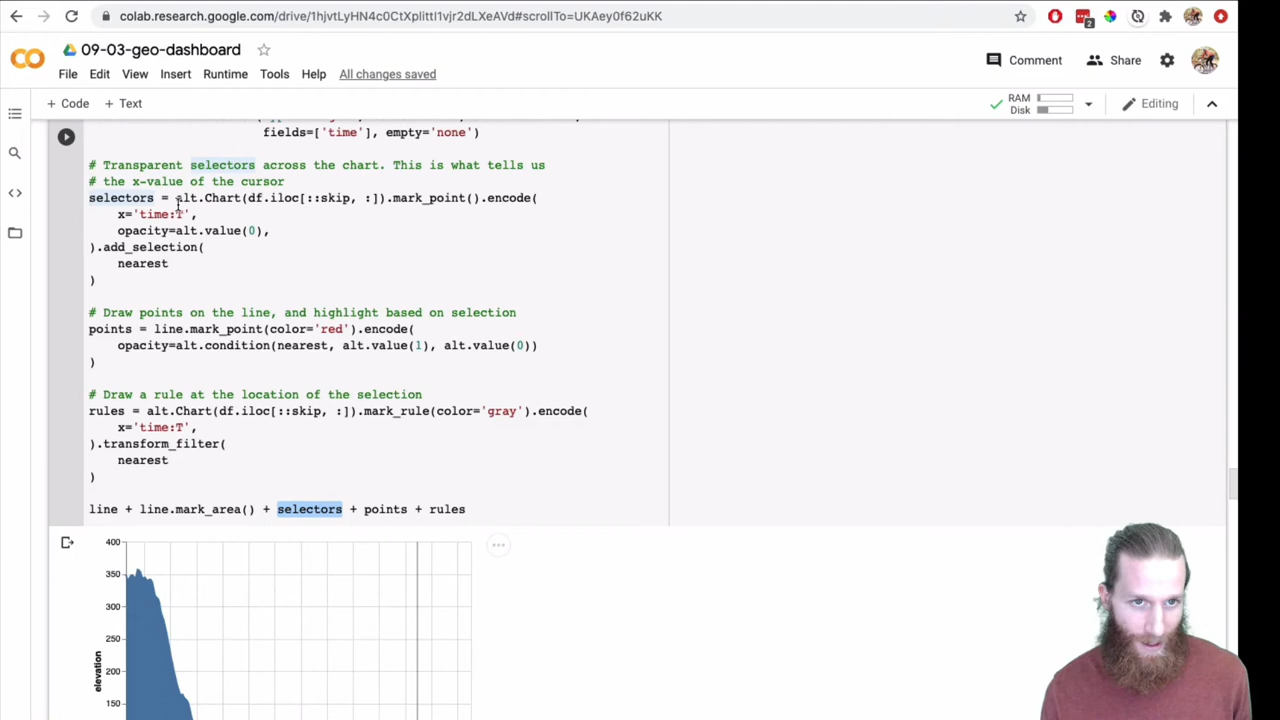 colab.research.google.com/drive/1hjvtLyHN4c0CtXplittI1vjr2dLXeAVd#scrollTo=UKAey0f62uKK
2
09-03-geo-dashboard
File Edit View Insert Runtime Tools Help All changes saved
Comment Share
+ Code + Text
RAM
Disk
Editing
fields=['time'], empty='none')
# Transparent selectors across the chart. This is what tells us
# the x-value of the cursor
selectors = alt.Chart(df.iloc[::skip, :]).mark_point().encode(
x='time:T',
opacity=alt.value(0),
).add_selection(
nearest
)
# Draw points on the line, and highlight based on selection
points = line.mark_point(color='red').encode(
opacity=alt.condition(nearest, alt.value(1), alt.value(0))
)
# Draw a rule at the location of the selection
rules = alt.Chart(df.iloc[::skip, :]).mark_rule(color='gray').encode(
x='time:T',
).transform_filter(
nearest
)
line + line.mark_area() + selectors + points + rules
400
350
300
250
200
150
elevation